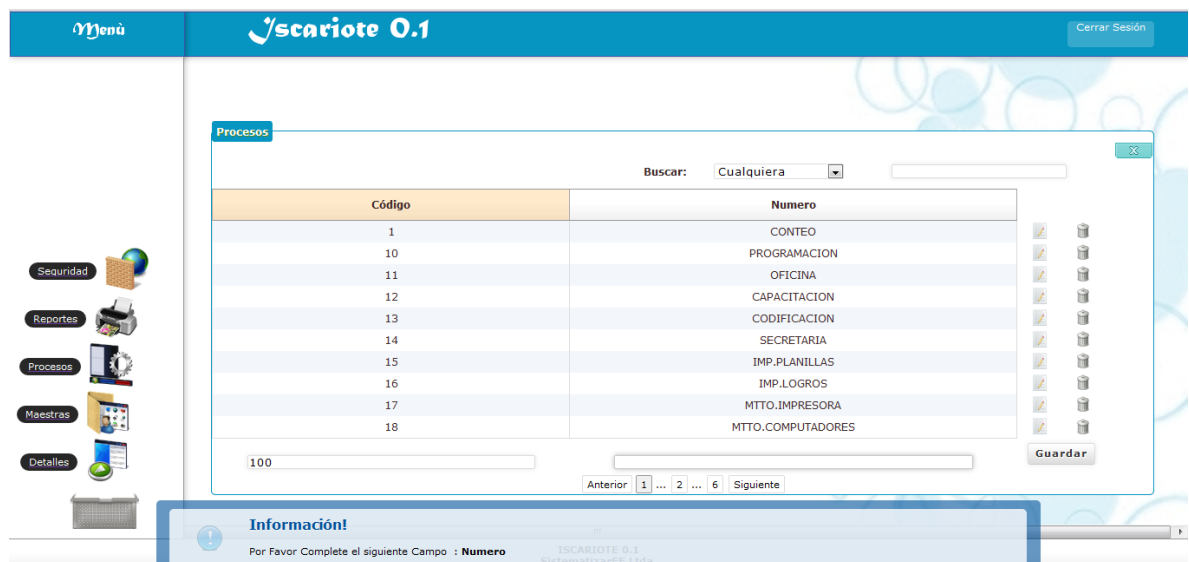 Menù
Iscariote 0.1
Cerrar Sesión
Procesos
Buscar: Cualquiera
Código Numero
1 CONTEO
10 PROGRAMACION
11 OFICINA
12 CAPACITACION
13 CODIFICACION
14 SECRETARIA
15 IMP.PLANILLAS
16 IMP.LOGROS
17 MTTO.IMPRESORA
18 MTTO.COMPUTADORES
100
Guardar
Anterior 1 ... 2 ... 6 Siguiente
Seguridad
Reportes
Procesos
Maestras
Detalles
Información!
Por Favor Complete el siguiente Campo : Numero
ISCARIOTE 0.1